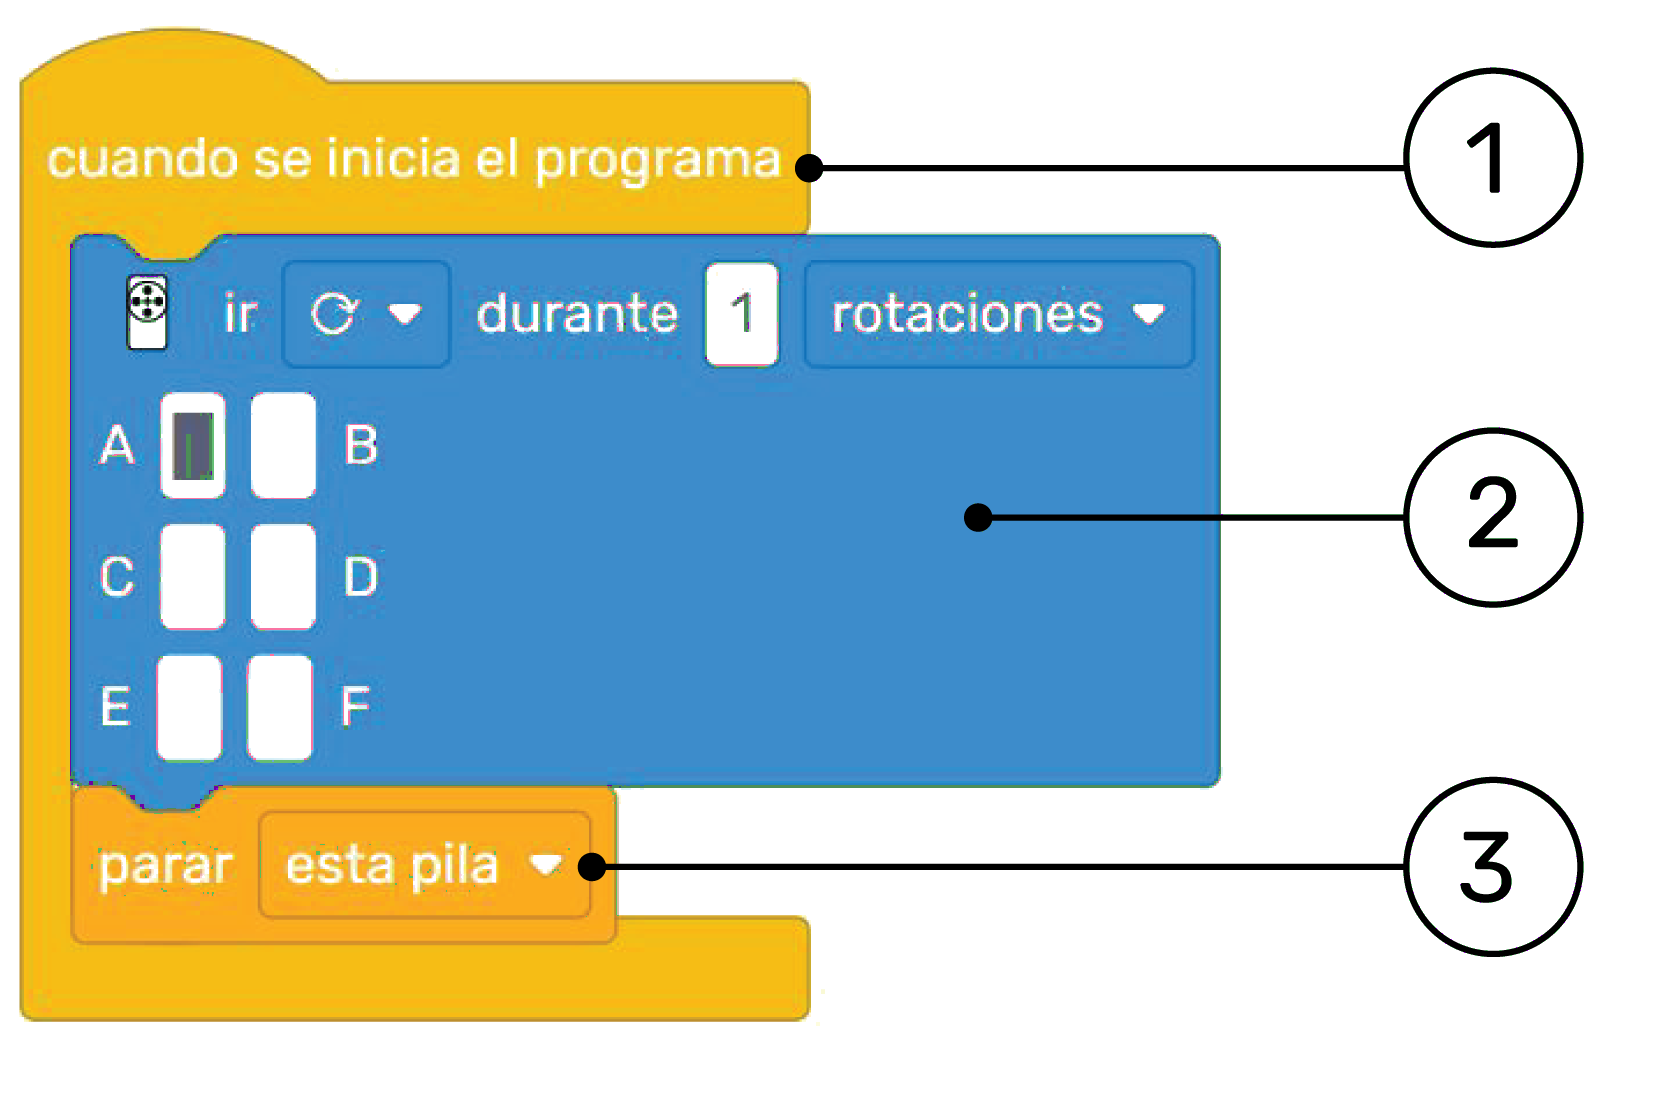 cuando se inicia el programa
1
ir durante 1 rotaciones
A B
C D
2
E F
parar esta pila
3